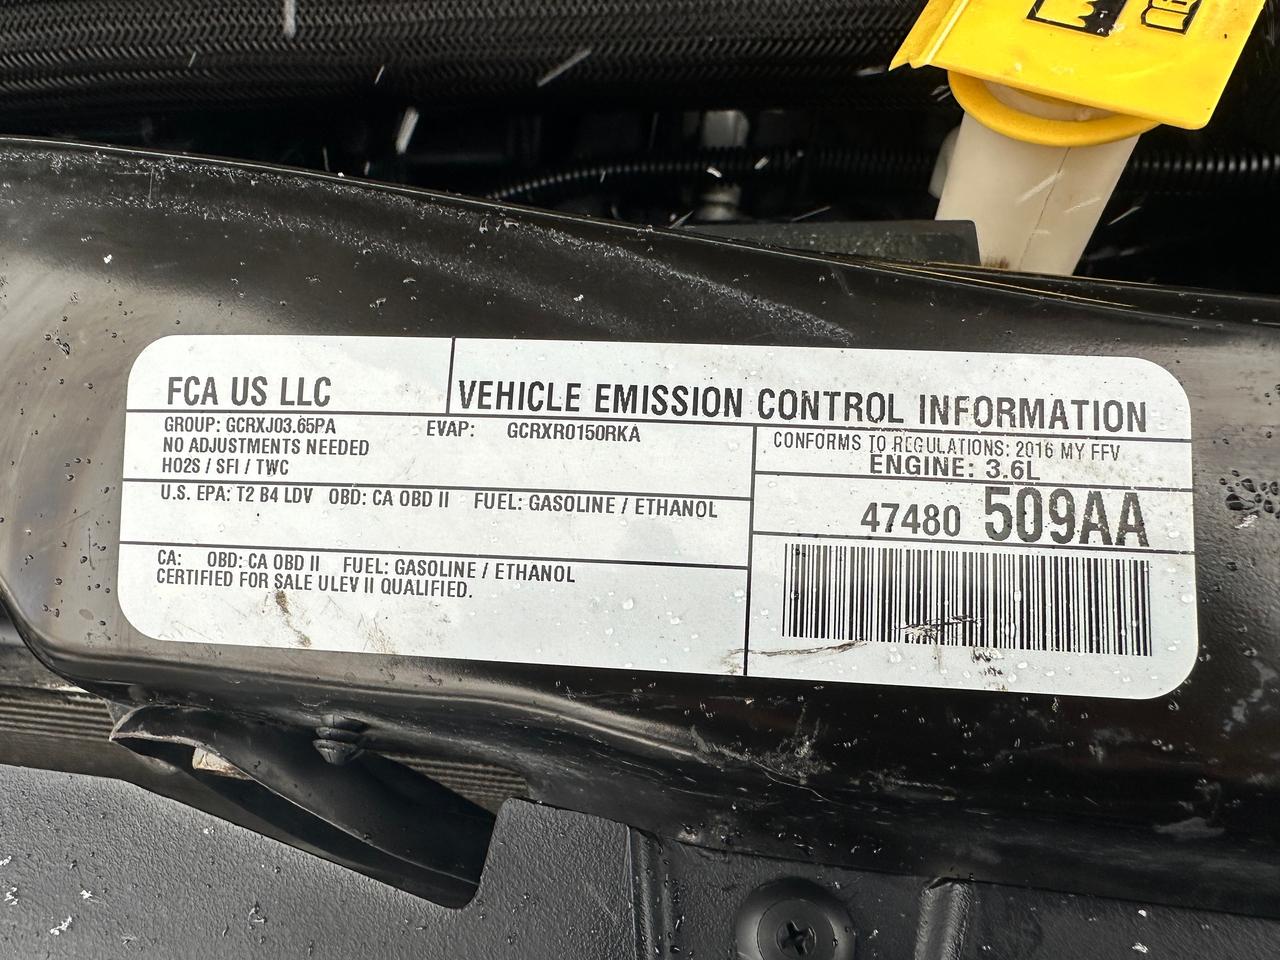 FCA US LLC
VEHICLE EMISSION CONTROL INFORMATION
GROUP: GCRXJ03.65PA EVAP: GCRXR0150RKA
NO ADJUSTMENTS NEEDED
HO2S / SFI / TWC
CONFORMS TO REGULATIONS: 2016 MY FFV
ENGINE: 3.6L
U.S. EPA: T2 B4 LDV OBD: CA OBD II FUEL: GASOLINE / ETHANOL
47480 509AA
CA: OBD: CA OBD II FUEL: GASOLINE / ETHANOL
CERTIFIED FOR SALE ULEV II QUALIFIED.